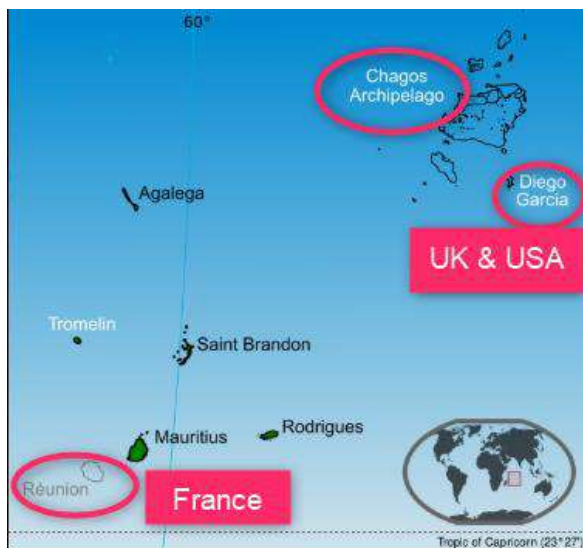 60°
Chagos
Archipelago
Diego
Garcia
Agalega
UK & USA
Tromelin
Saint Brandon
Mauritius
Rodrigues
Réunion
France
Tropic of Capricorn (23°27')